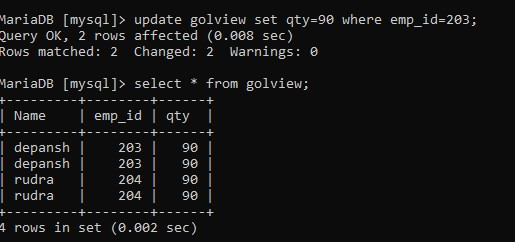 MariaDB [mysql]> update golview set qty=90 where emp_id=203;
Query OK, 2 rows affected (0.008 sec)
Rows matched: 2  Changed: 2  Warnings: 0
MariaDB [mysql]> select * from golview;
+---------+--------+------+
| Name    | emp_id | qty  |
+---------+--------+------+
| depansh |    203 |   90 |
| depansh |    203 |   90 |
| rudra   |    204 |   90 |
| rudra   |    204 |   90 |
+---------+--------+------+
4 rows in set (0.002 sec)